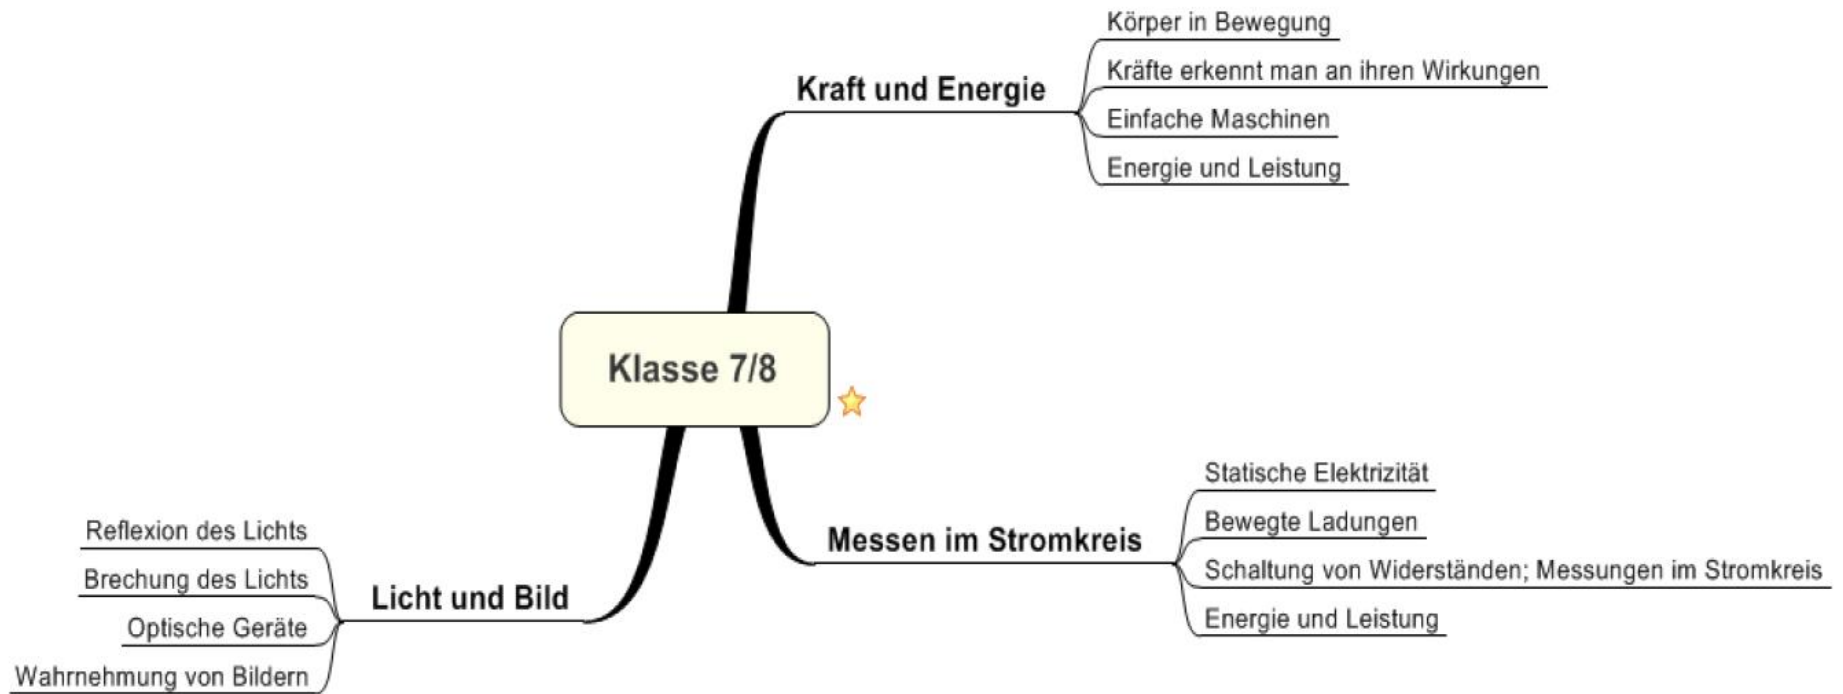 Körper in Bewegung
Kräfte erkennt man an ihren Wirkungen
Kraft und Energie
Einfache Maschinen
Energie und Leistung
Klasse 7/8
Statische Elektrizität
Bewegte Ladungen
Messen im Stromkreis
Schaltung von Widerständen; Messungen im Stromkreis
Energie und Leistung
Reflexion des Lichts
Brechung des Lichts
Licht und Bild
Optische Geräte
Wahrnehmung von Bildern